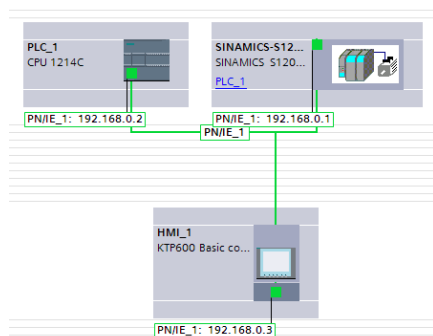 PLC_1
CPU 1214C
SINAMICS-S12...
SINAMICS S120...
PLC_1
PN/IE_1: 192.168.0.2
PN/IE_1: 192.168.0.1
PN/IE_1
HMI_1
KTP600 Basic co...
PN/IE_1: 192.168.0.3